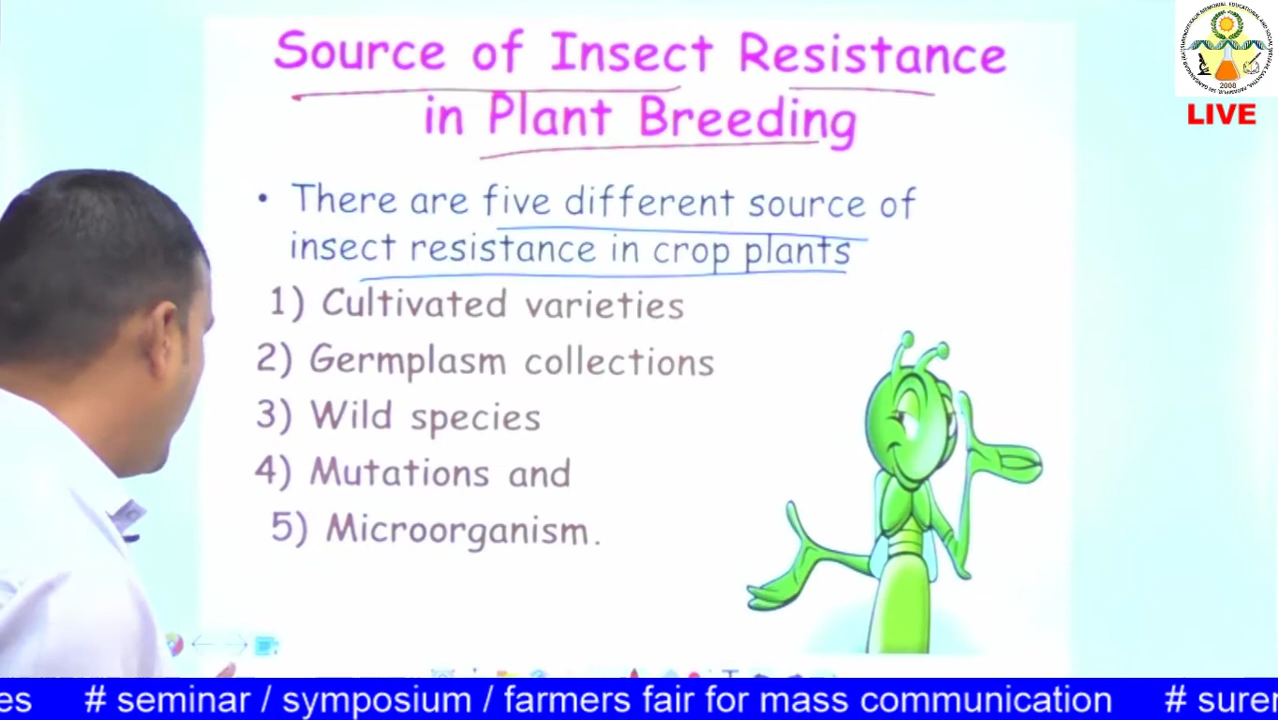 Source of Insect Resistance
in Plant Breeding
LIVE
2008
• There are five different source of
insect resistance in crop plants
1) Cultivated varieties
2) Germplasm collections
3) Wild species
4) Mutations and
5) Microorganism.
es # seminar / symposium / farmers fair for mass communication # surer